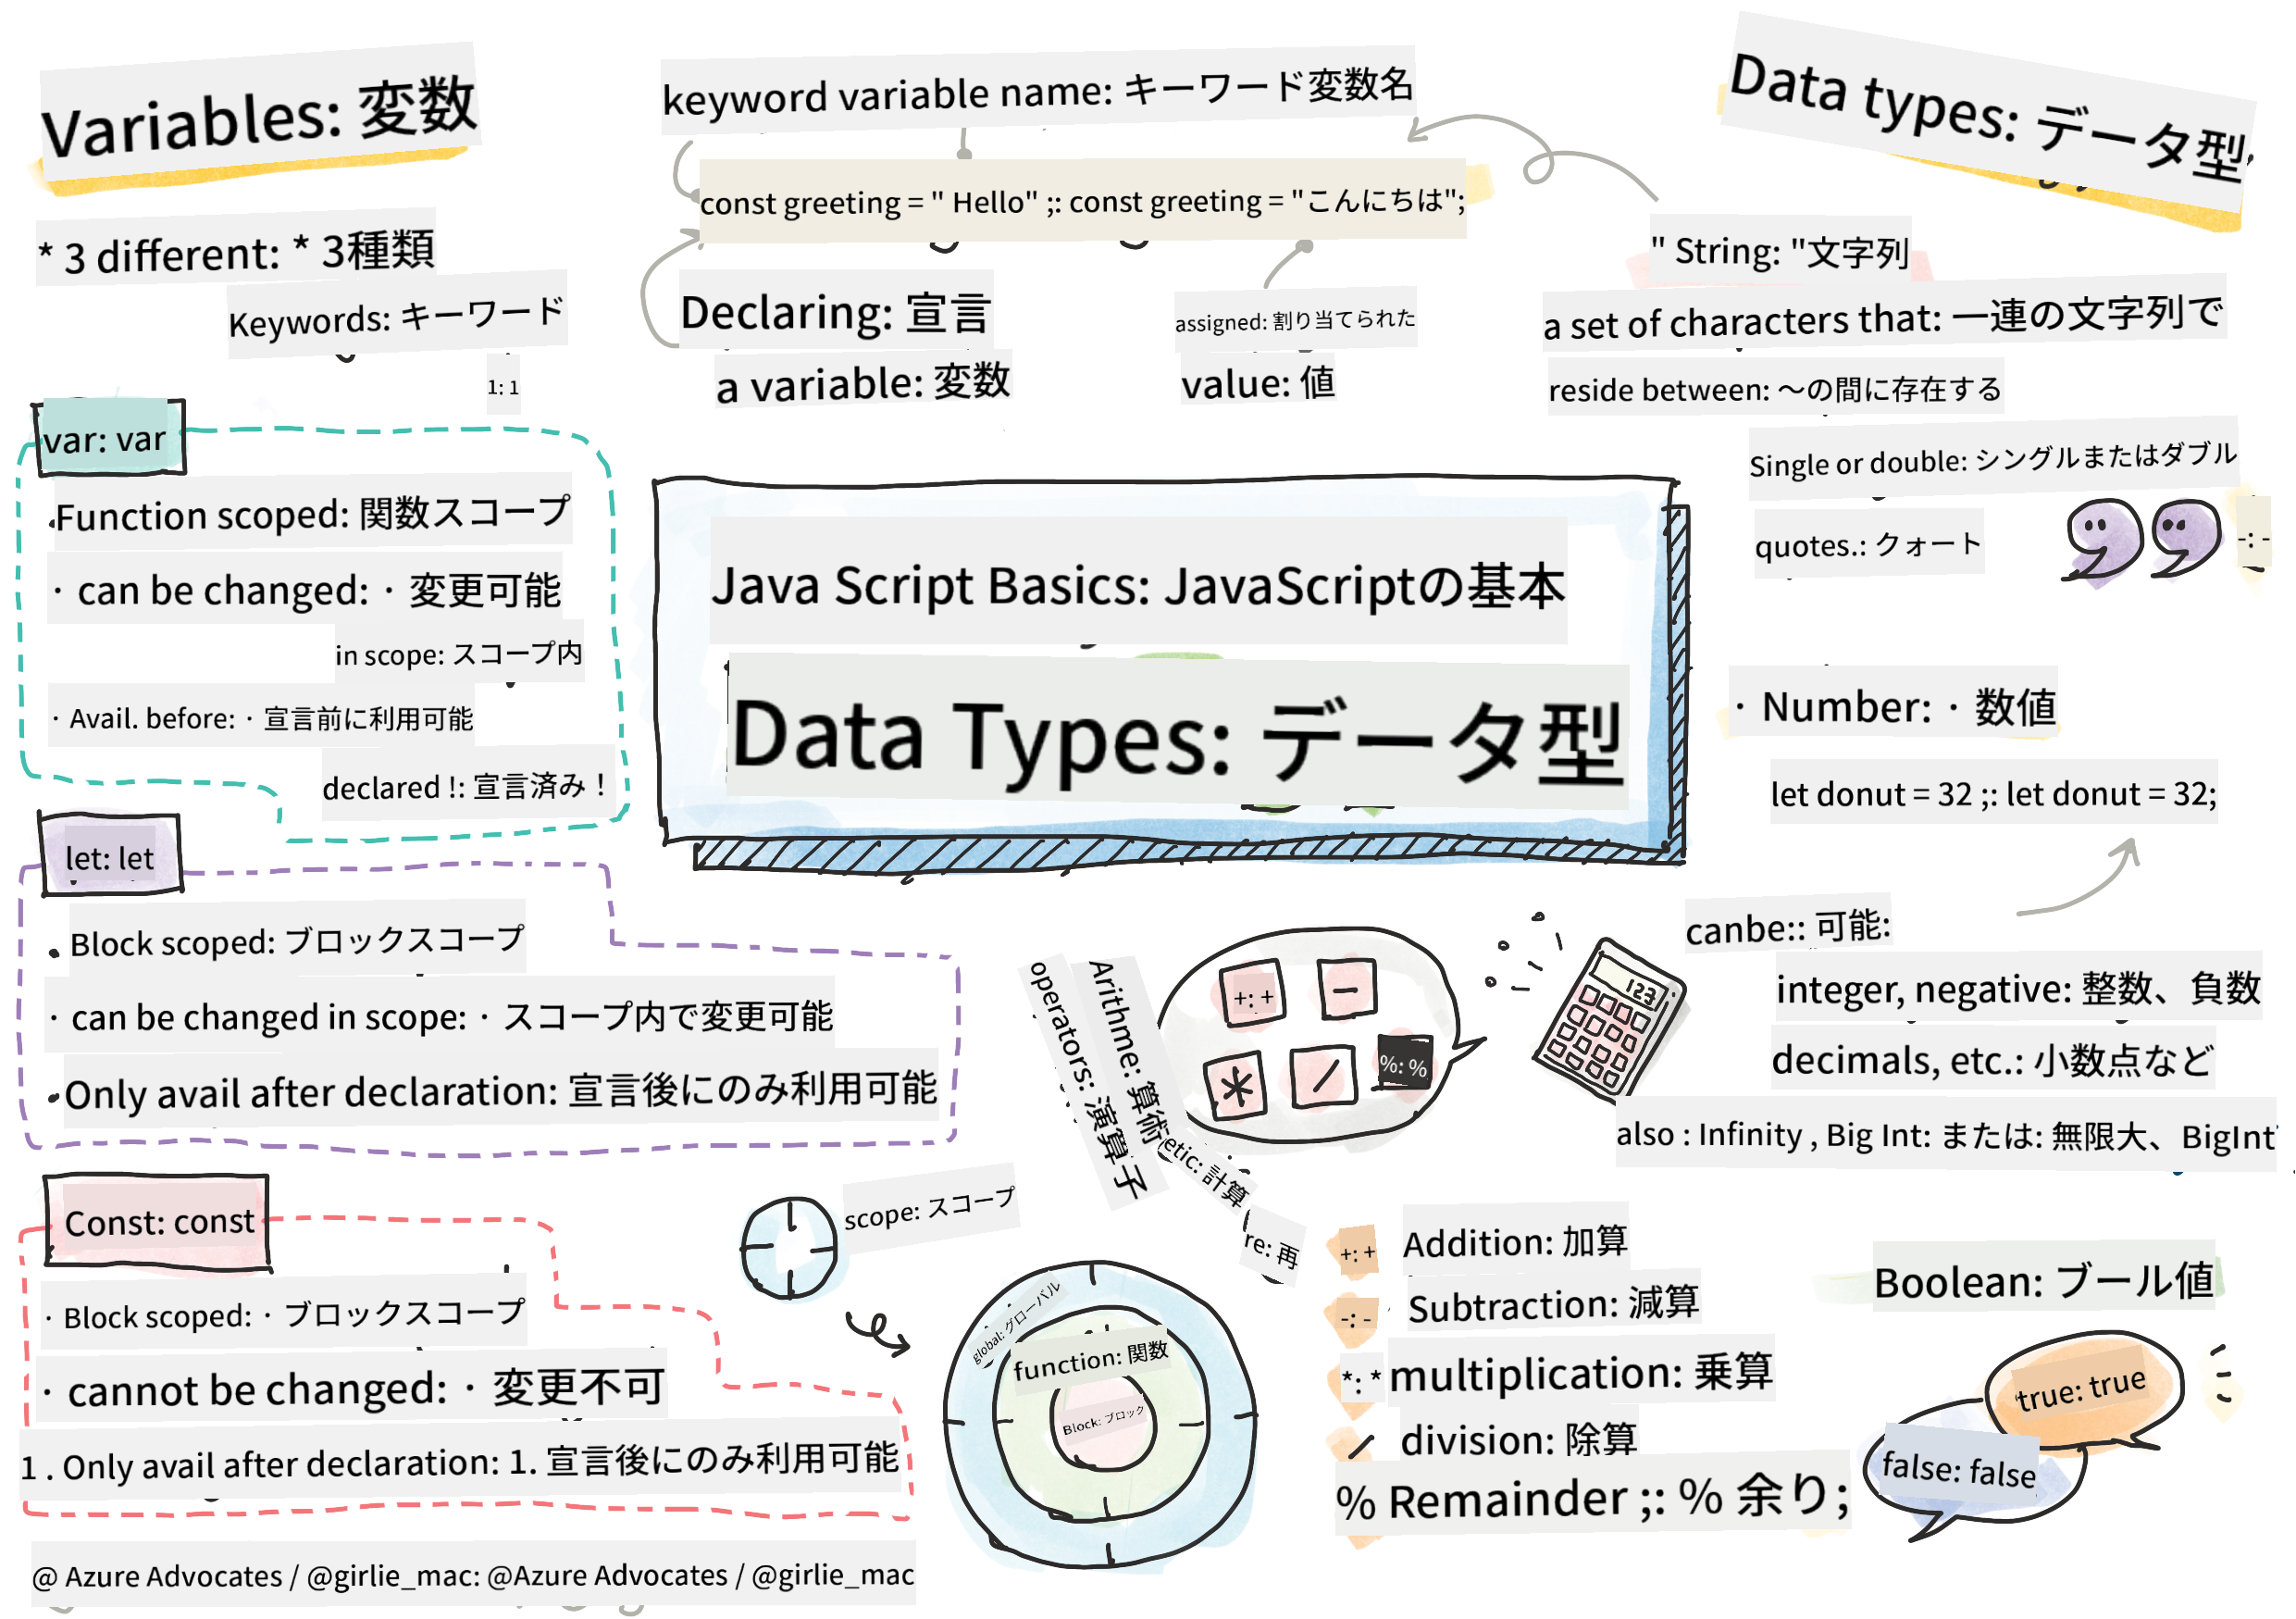 Variables: 変数
* 3 different: * 3種類
Keywords: キーワード
1: 1
var: var
Function scoped: 関数スコープ
· can be changed: · 変更可能
in scope: スコープ内
· Avail. before: · 宣言前に利用可能
declared !: 宣言済み！
let: let
Block scoped: ブロックスコープ
· can be changed in scope: · スコープ内で変更可能
Only avail after declaration: 宣言後にのみ利用可能
Const: const
· Block scoped: · ブロックスコープ
· cannot be changed: · 変更不可
1 . Only avail after declaration: 1. 宣言後にのみ利用可能
@ Azure Advocates / @girlie_mac: @Azure Advocates / @girlie_mac
keyword variable name: キーワード変数名
const greeting = " Hello" ;: const greeting = "こんにちは";
Declaring: 宣言
a variable: 変数
assigned: 割り当てられた
value: 値
Java Script Basics: JavaScriptの基本
Data Types: データ型
scope: スコープ
global: グローバル
function: 関数
Block: ブロック
Arithme: 算術
operators: 演算子
etic: 計算
re: 再
+: +
−
*
/
%: %
123
+: + Addition: 加算
-: - Subtraction: 減算
*: * multiplication: 乗算
/ division: 除算
% Remainder ;: % 余り;
Data types: データ型
" String: "文字列
a set of characters that: 一連の文字列で
reside between: ～の間に存在する
Single or double: シングルまたはダブル
quotes.: クォート
-: -
· Number: · 数値
let donut = 32 ;: let donut = 32;
canbe:: 可能:
integer, negative: 整数、負数
decimals, etc.: 小数点など
also : Infinity , Big Int: または: 無限大、BigInt
Boolean: ブール値
true: true
false: false